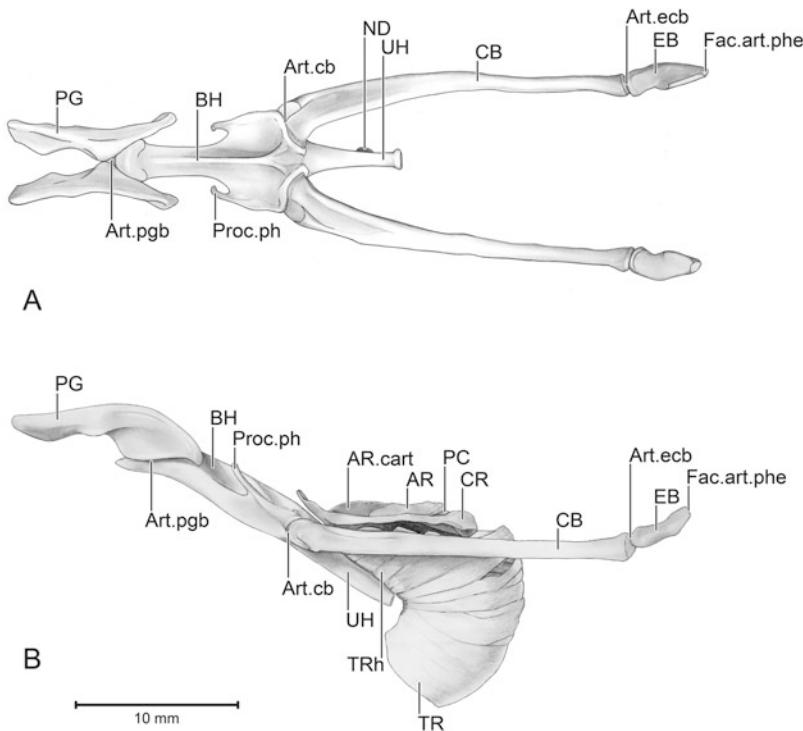 ND
Art.ecb
UH
CB
EB
Fac.art.phe
Art.cb
PG
BH
Art.pgb
Proc.ph
A
PG
BH
Proc.ph
AR.cart
AR
PC
CR
Art.ecb
Fac.art.phe
EB
CB
Art.pgb
Art.cb
UH
B
TRh
TR
10 mm